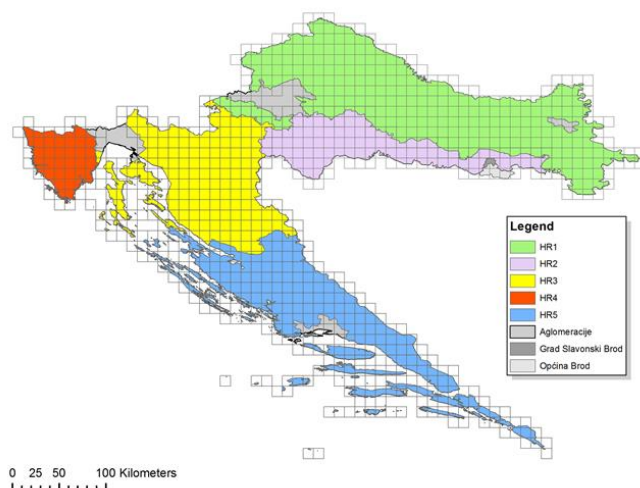 Legend
HR1
HR2
HR3
HR4
HR5
Aglomeracije
Grad Slavonski Brod
Općina Brod
0 25 50 100 Kilometers